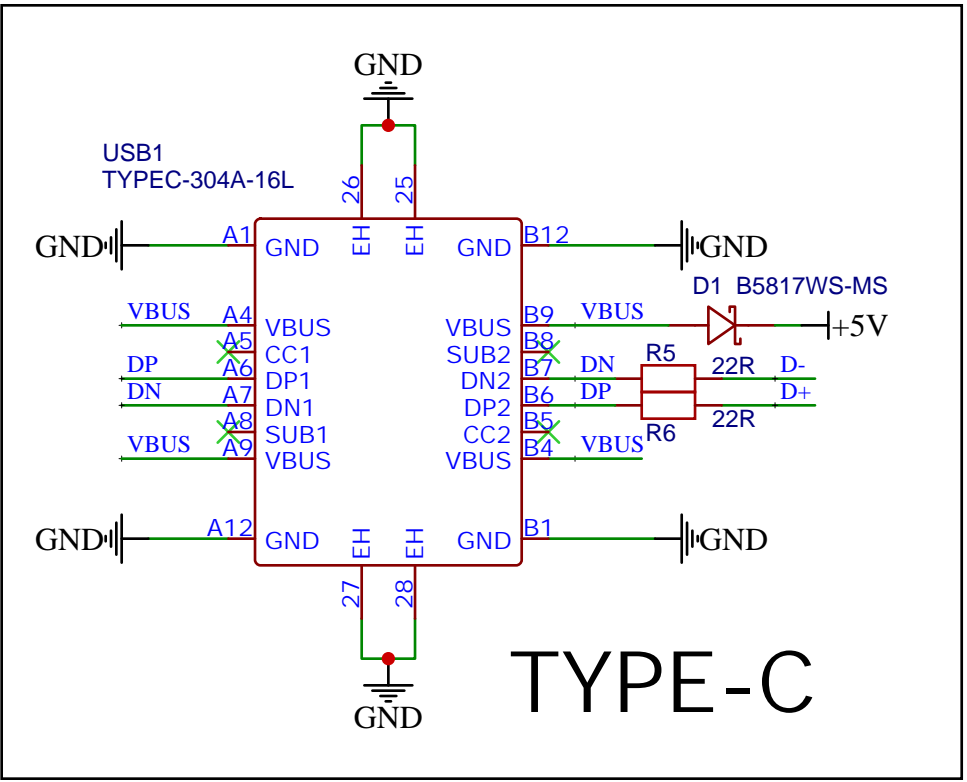 GND
USB1
TYPEC-304A-16L
26 25
EH EH
GND A1 GND GND B12 GND
D1 B5817WS-MS
VBUS A4 VBUS VBUS B9 VBUS +5V
A5 CC1 SUB2 B8
R5 22R
DP A6 DP1 DN2 B7 DN D-
DN A7 DN1 DP2 B6 DP D+
R6 22R
A8 SUB1 CC2 B5
VBUS A9 VBUS VBUS B4 VBUS
GND A12 GND GND B1 GND
EH EH
27 28
GND
TYPE-C